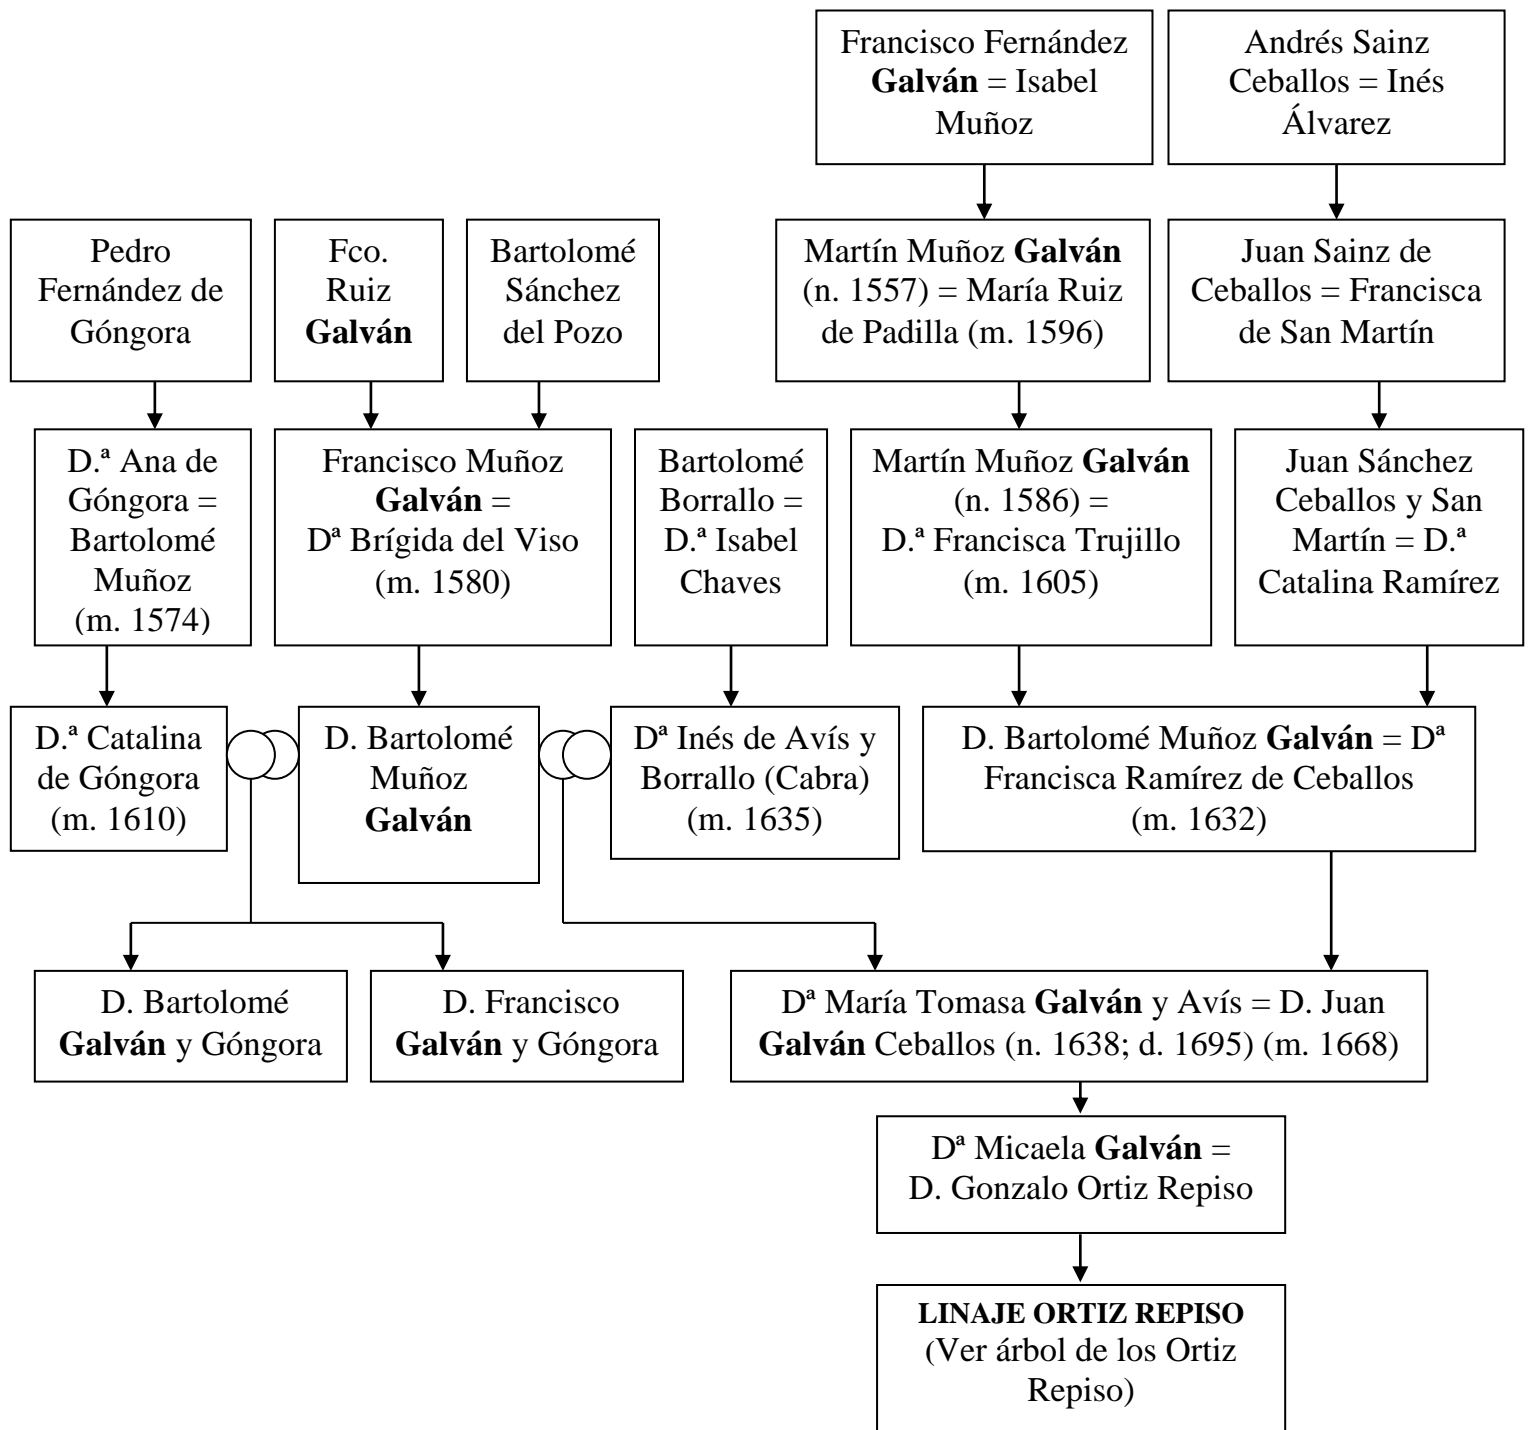 Francisco Fernández
Galván = Isabel
Muñoz
Andrés Sainz
Ceballos = Inés
Álvarez
Pedro
Fernández de
Góngora
Fco.
Ruiz
Galván
Bartolomé
Sánchez
del Pozo
Martín Muñoz Galván
(n. 1557) = María Ruiz
de Padilla (m. 1596)
Juan Sainz de
Ceballos = Francisca
de San Martín
D.ª Ana de
Góngora =
Bartolomé
Muñoz
(m. 1574)
Francisco Muñoz
Galván =
Dª Brígida del Viso
(m. 1580)
Bartolomé
Borrallo =
D.ª Isabel
Chaves
Martín Muñoz Galván
(n. 1586) =
D.ª Francisca Trujillo
(m. 1605)
Juan Sánchez
Ceballos y San
Martín = D.ª
Catalina Ramírez
D.ª Catalina
de Góngora
(m. 1610)
D. Bartolomé
Muñoz
Galván
Dª Inés de Avís y
Borrallo (Cabra)
(m. 1635)
D. Bartolomé Muñoz Galván = Dª
Francisca Ramírez de Ceballos
(m. 1632)
D. Bartolomé
Galván y Góngora
D. Francisco
Galván y Góngora
Dª María Tomasa Galván y Avís = D. Juan
Galván Ceballos (n. 1638; d. 1695) (m. 1668)
Dª Micaela Galván =
D. Gonzalo Ortiz Repiso
LINAJE ORTIZ REPISO
(Ver árbol de los Ortiz
Repiso)